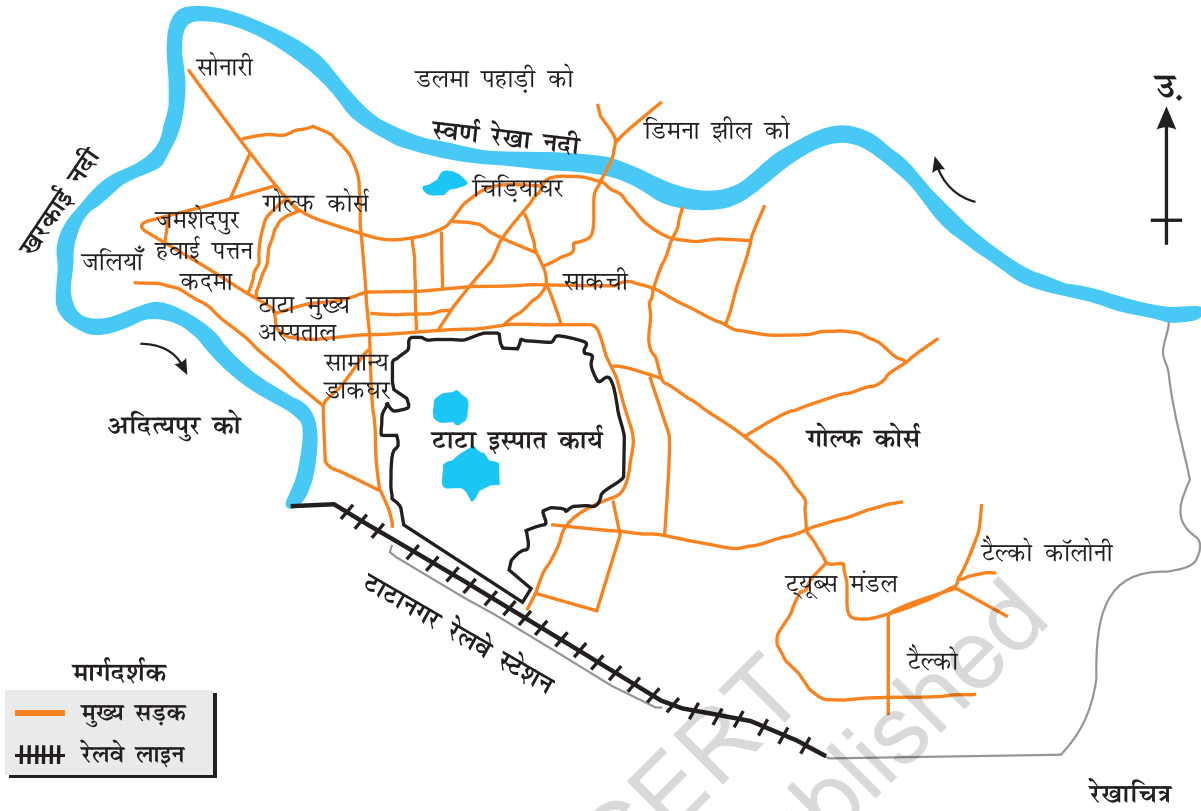 सोनारी
डलमा पहाड़ी को
स्वर्ण रेखा नदी
डिमना झील को
उ.
खरकाई नदी
चिड़ियाघर
गोल्फ कोर्स
जमशेदपुर
हवाई पत्तन
जलियाँ
कदमा
साकची
टाटा मुख्य
अस्पताल
सामान्य
डाकघर
अदित्यपुर को
टाटा इस्पात कार्य
गोल्फ कोर्स
टैल्को कॉलोनी
ट्यूब्स मंडल
टैल्को
टाटानगर रेलवे स्टेशन
मार्गदर्शक
मुख्य सड़क
रेलवे लाइन
रेखाचित्र